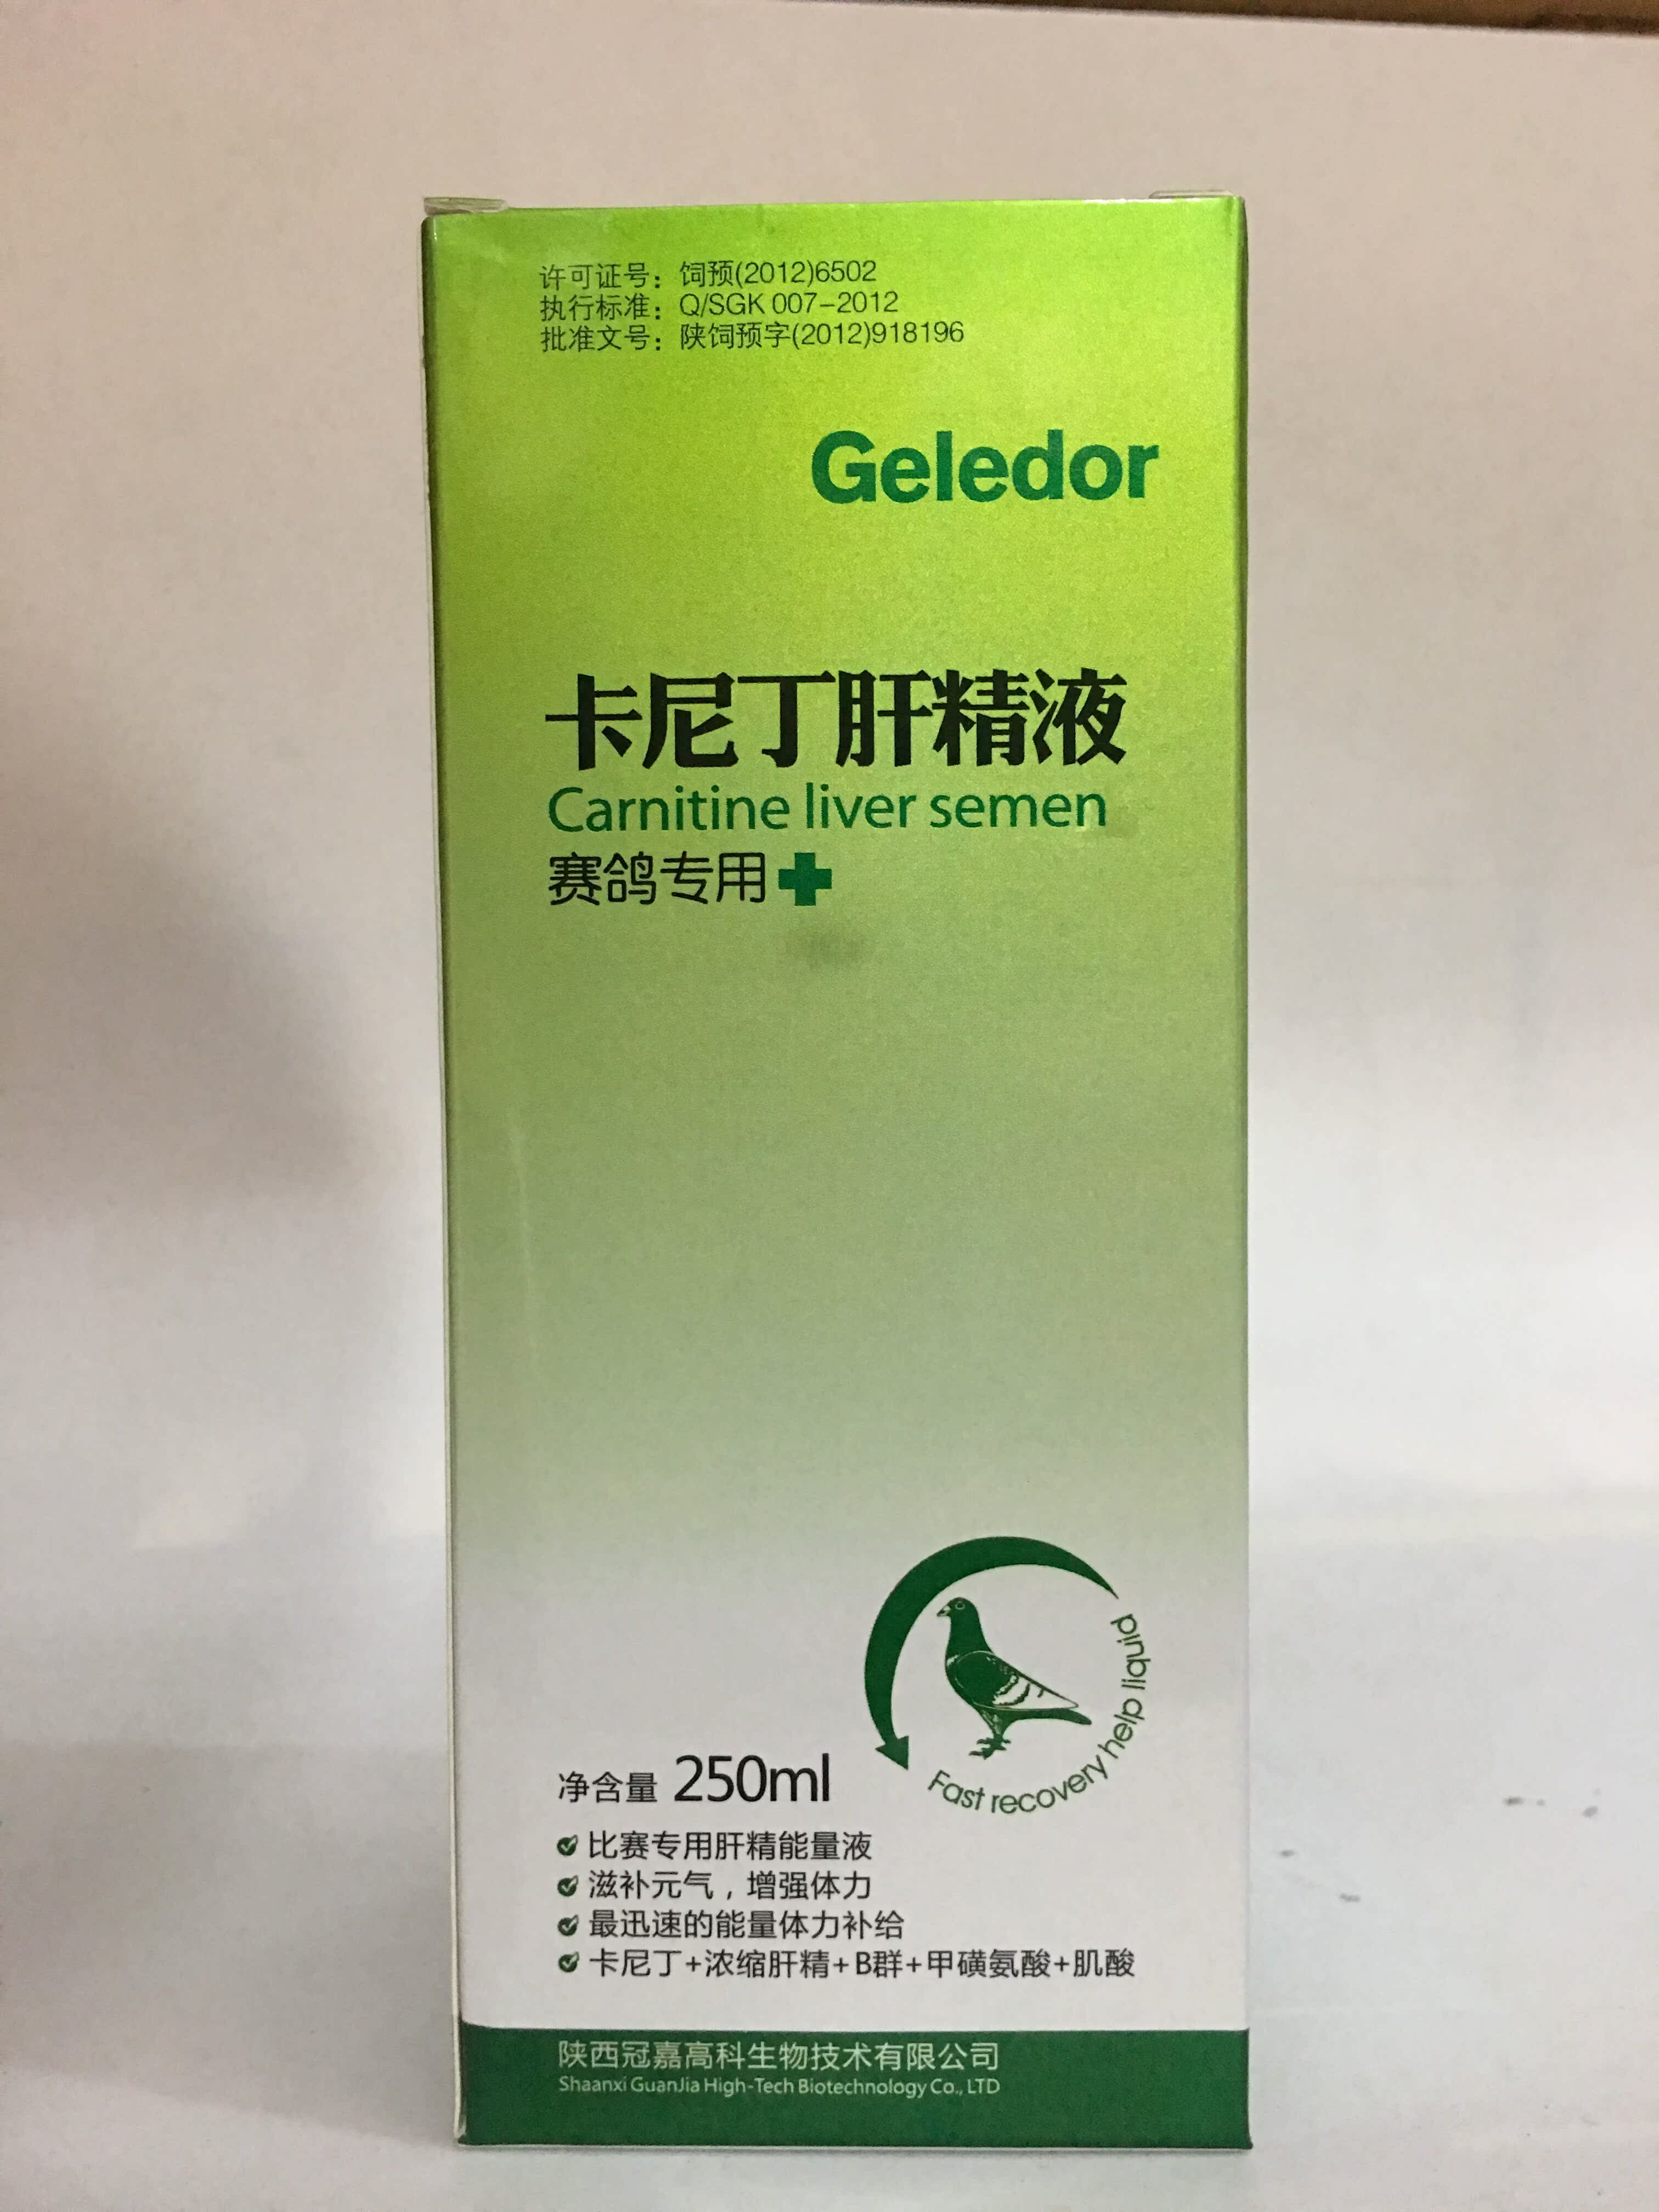 许可证号：饲预(2012)6502
执行标准：Q/SGK 007-2012
批准文号：陕饲预字(2012)918196
Geledor
卡尼丁肝精液
Carnitine liver semen
赛鸽专用
Fast recovery help liquid
净含量 250ml
比赛专用肝精能量液
滋补元气，增强体力
最迅速的能量体力补给
卡尼丁+浓缩肝精+B群+甲磺氨酸+肌酸
陕西冠嘉高科生物技术有限公司
Shaanxi GuanJia High-Tech Biotechnology Co., LTD